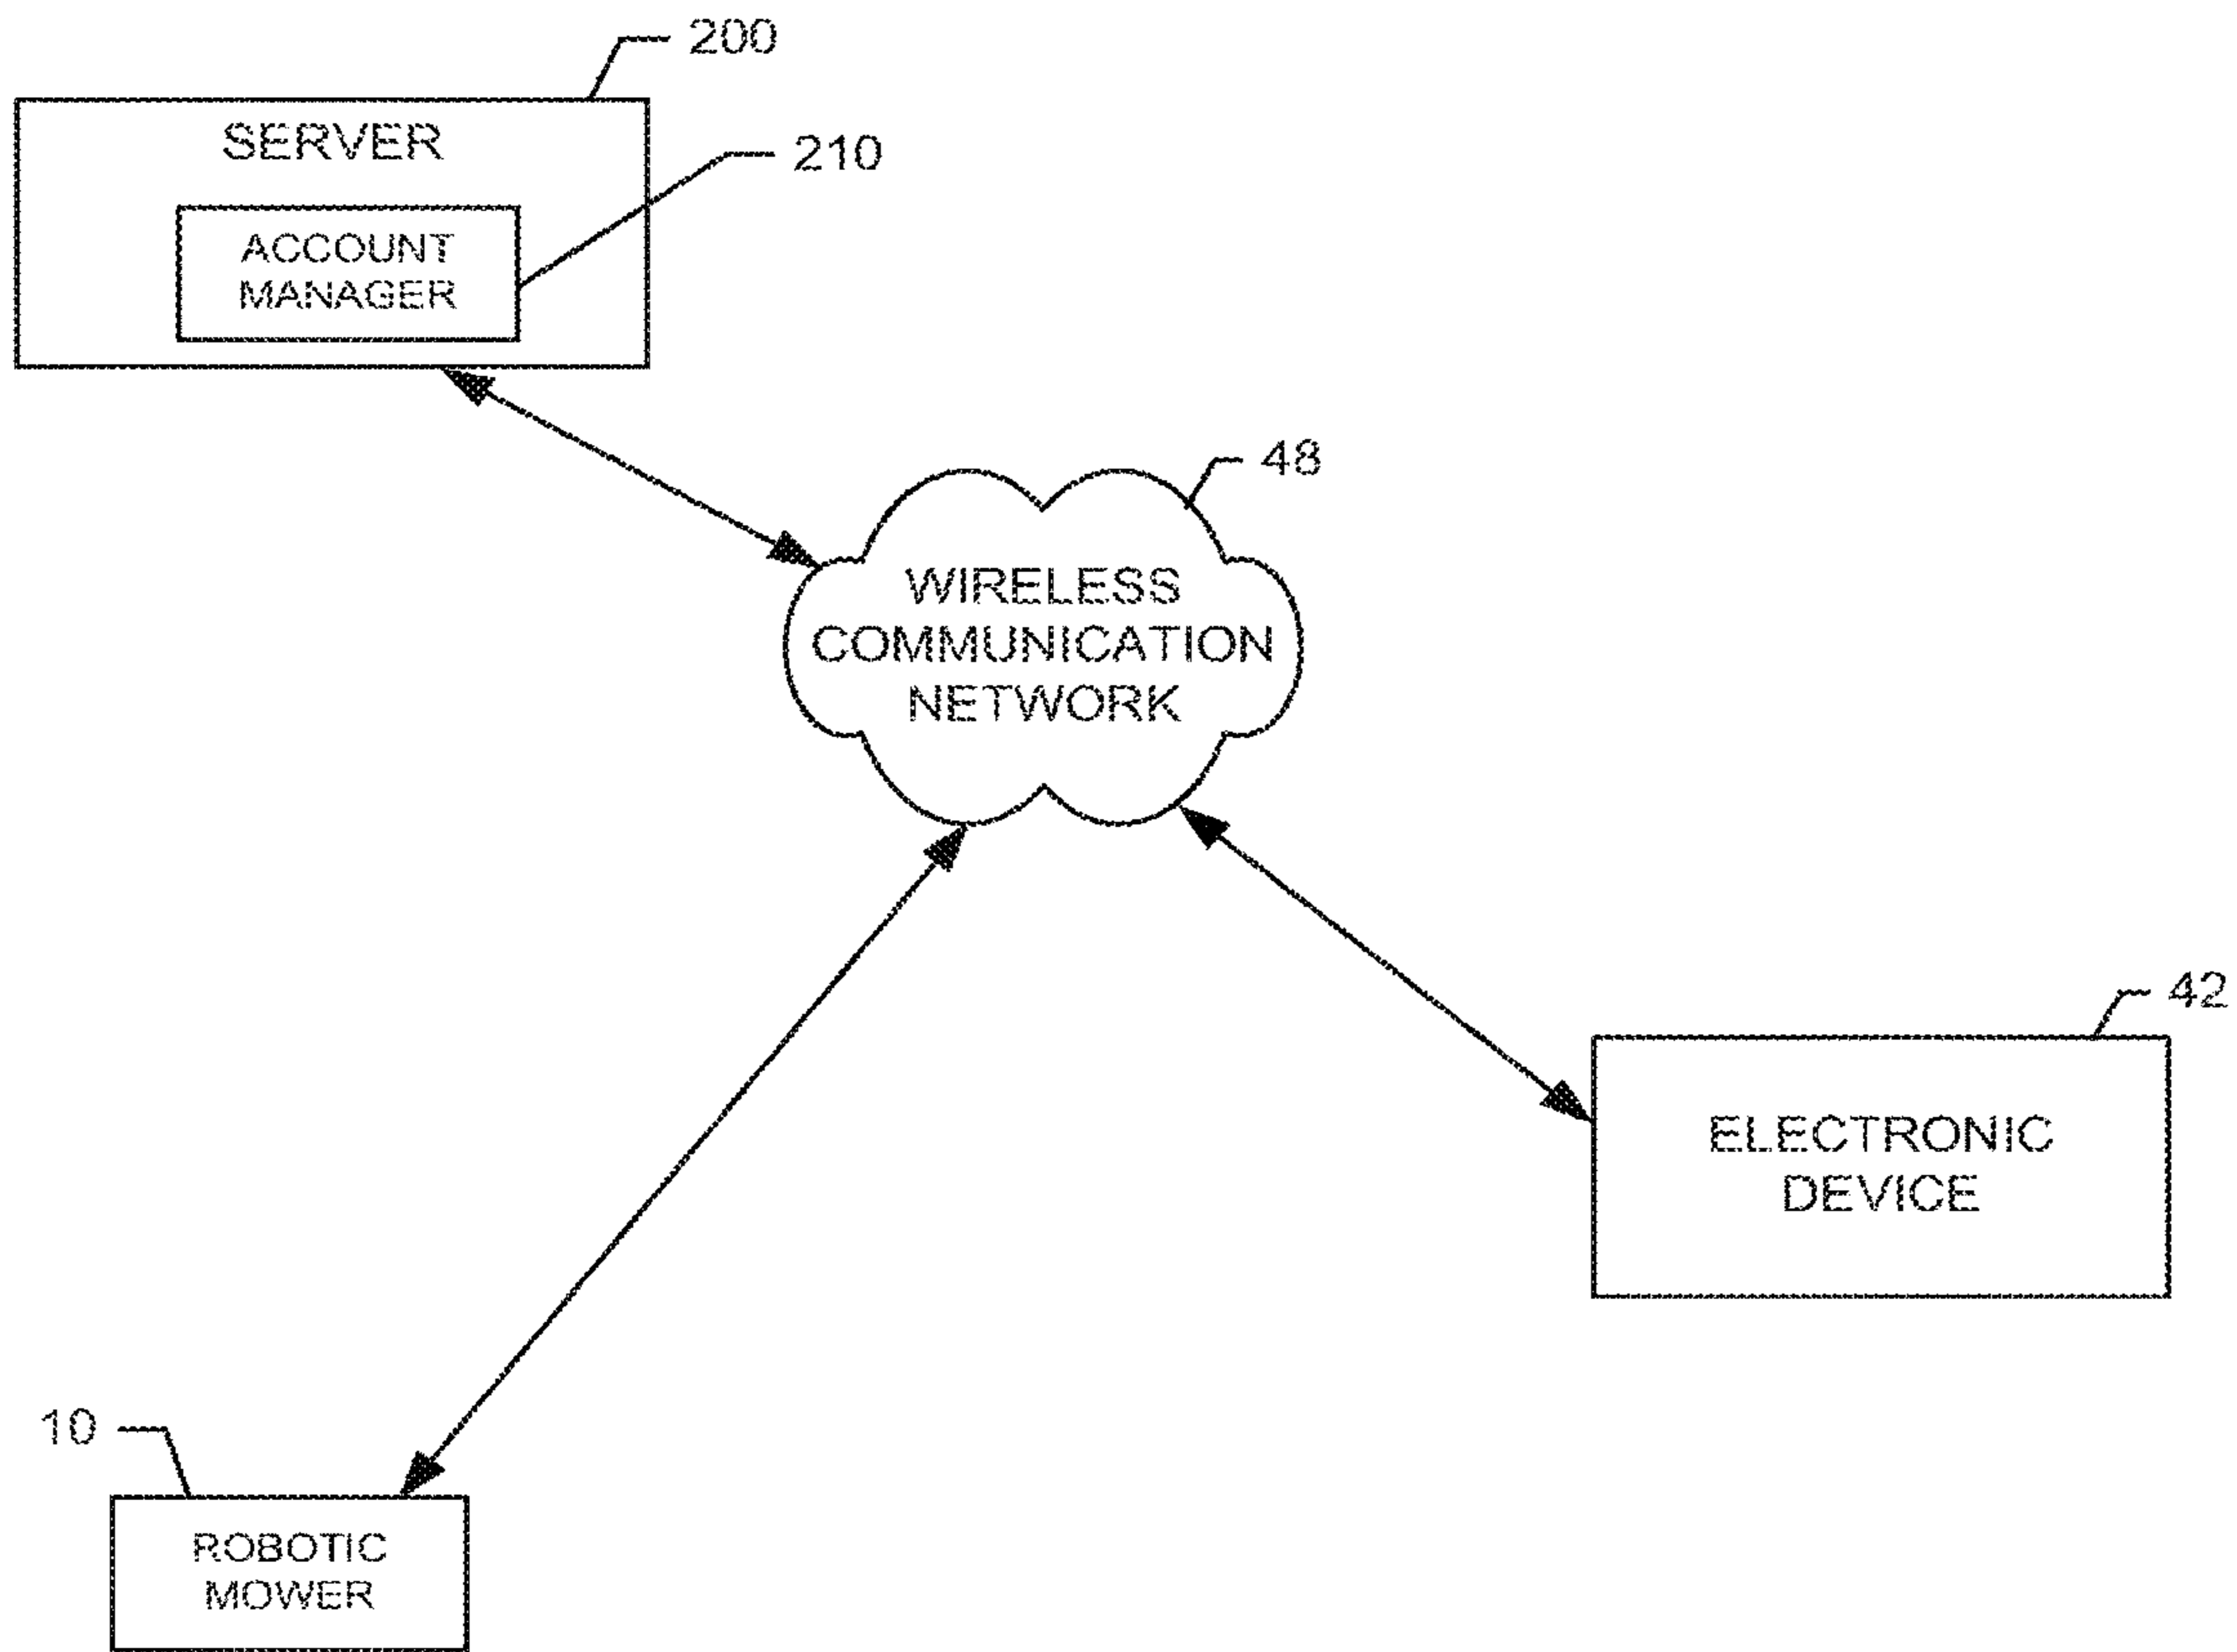 200
SERVER
210
ACCOUNT
MANAGER
48
WIRELESS
COMMUNICATION
NETWORK
42
ELECTRONIC
DEVICE
10
ROBOTIC
MOWER